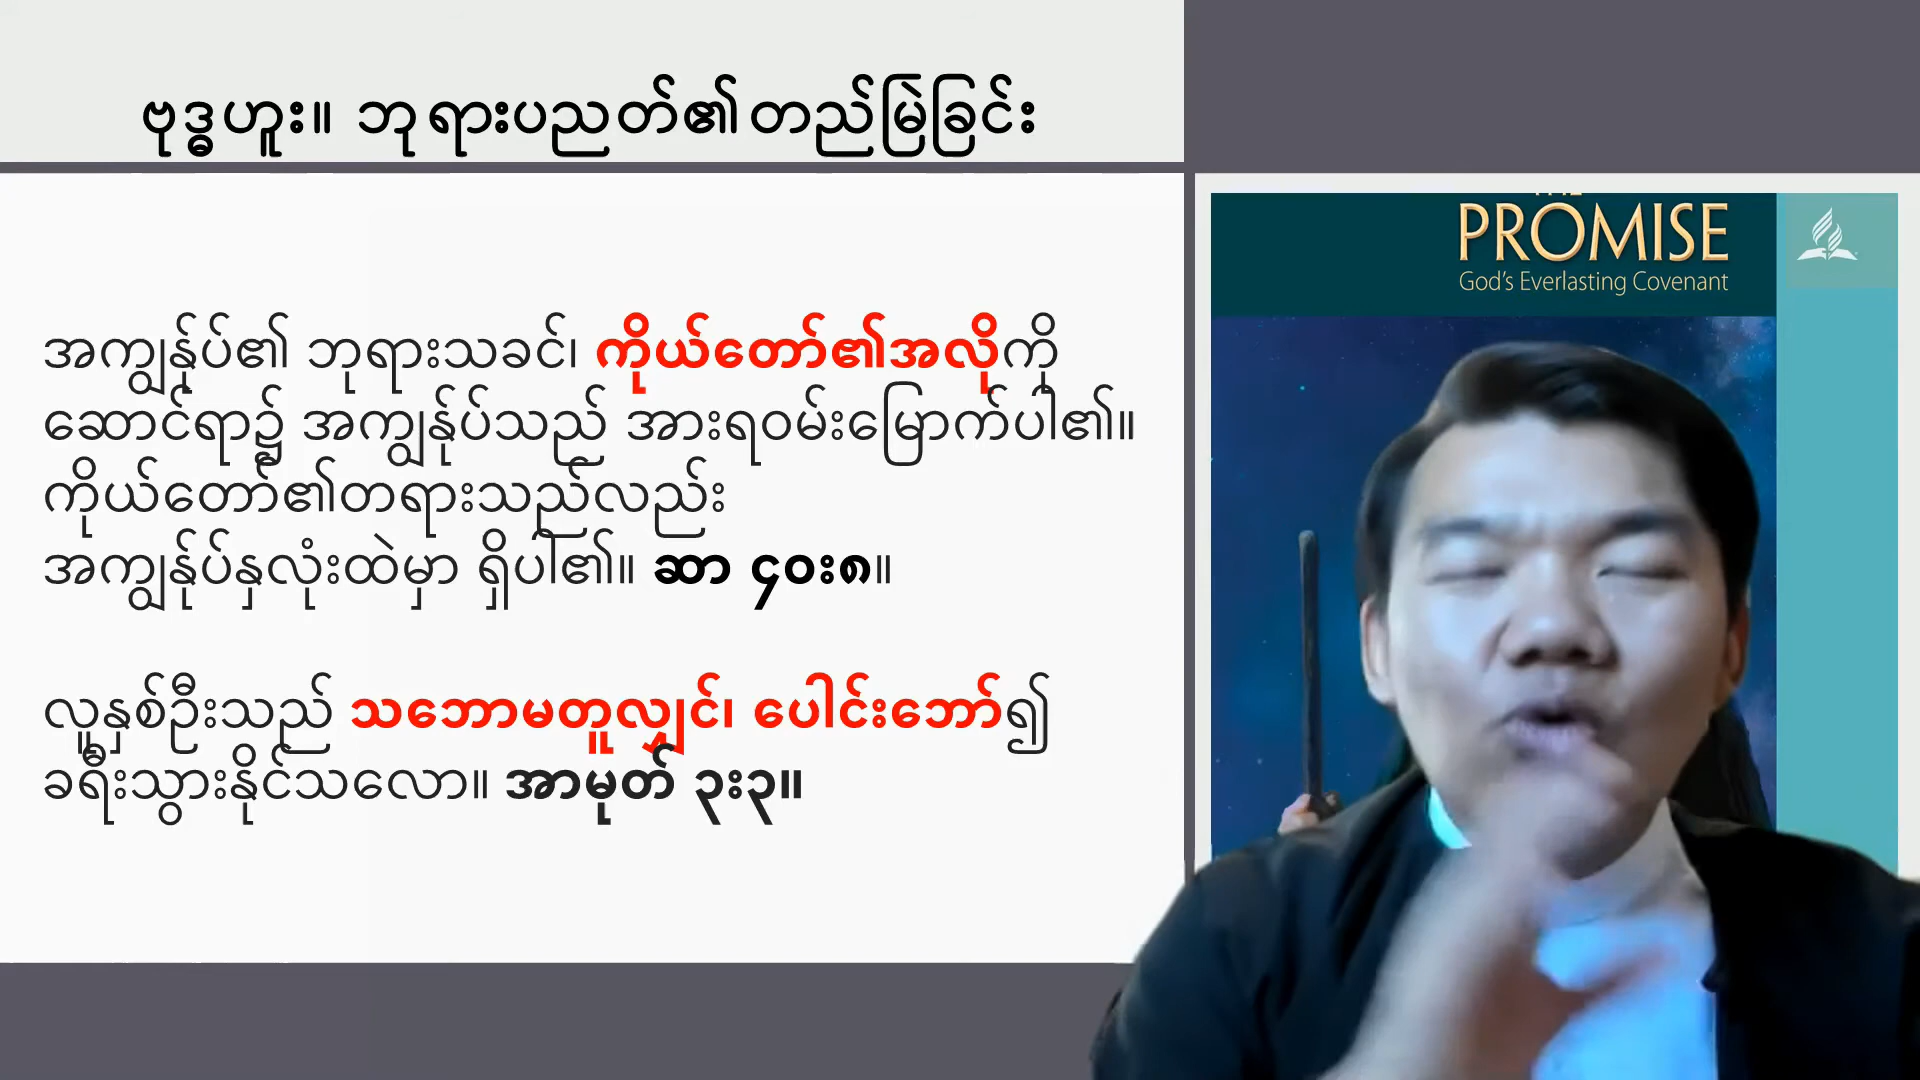 ဗုဒ္ဓဟူး။ ဘုရားပညတ်၏တည်မြဲခြင်း
THE
PROMISE
God's Everlasting Covenant
အကျွန်ုပ်၏ ဘုရားသခင်၊ ကိုယ်တော်၏အလိုကို
ဆောင်ရာ၌ အကျွန်ုပ်သည် အားရဝမ်းမြောက်ပါ၏။
ကိုယ်တော်၏တရားသည်လည်း
အကျွန်ုပ်နှလုံးထဲမှာ ရှိပါ၏။ ဆာ ၄၀း၈။
လူနှစ်ဦးသည် သဘောမတူလျှင်၊ ပေါင်းဘော်၍
ခရီးသွားနိုင်သလော။ အာမုတ် ၃း၃။